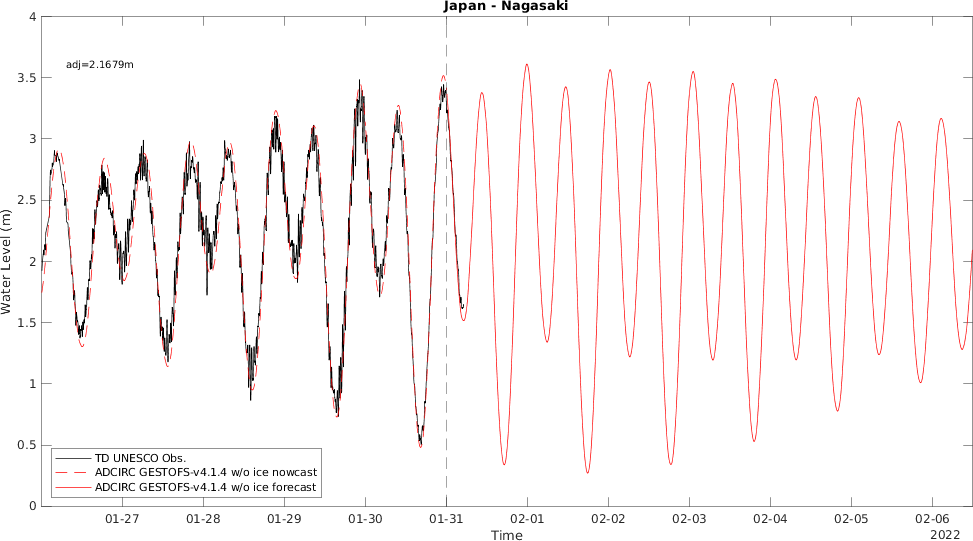 Japan - Nagasaki
adj=2.1679m
4
3.5
3
2.5
2
1.5
1
0.5
0
Water Level (m)
TD UNESCO Obs.
ADCIRC GESTOFS-v4.1.4 w/o ice nowcast
ADCIRC GESTOFS-v4.1.4 w/o ice forecast
01-27 01-28 01-29 01-30 01-31 02-01 02-02 02-03 02-04 02-05 02-06
Time
2022